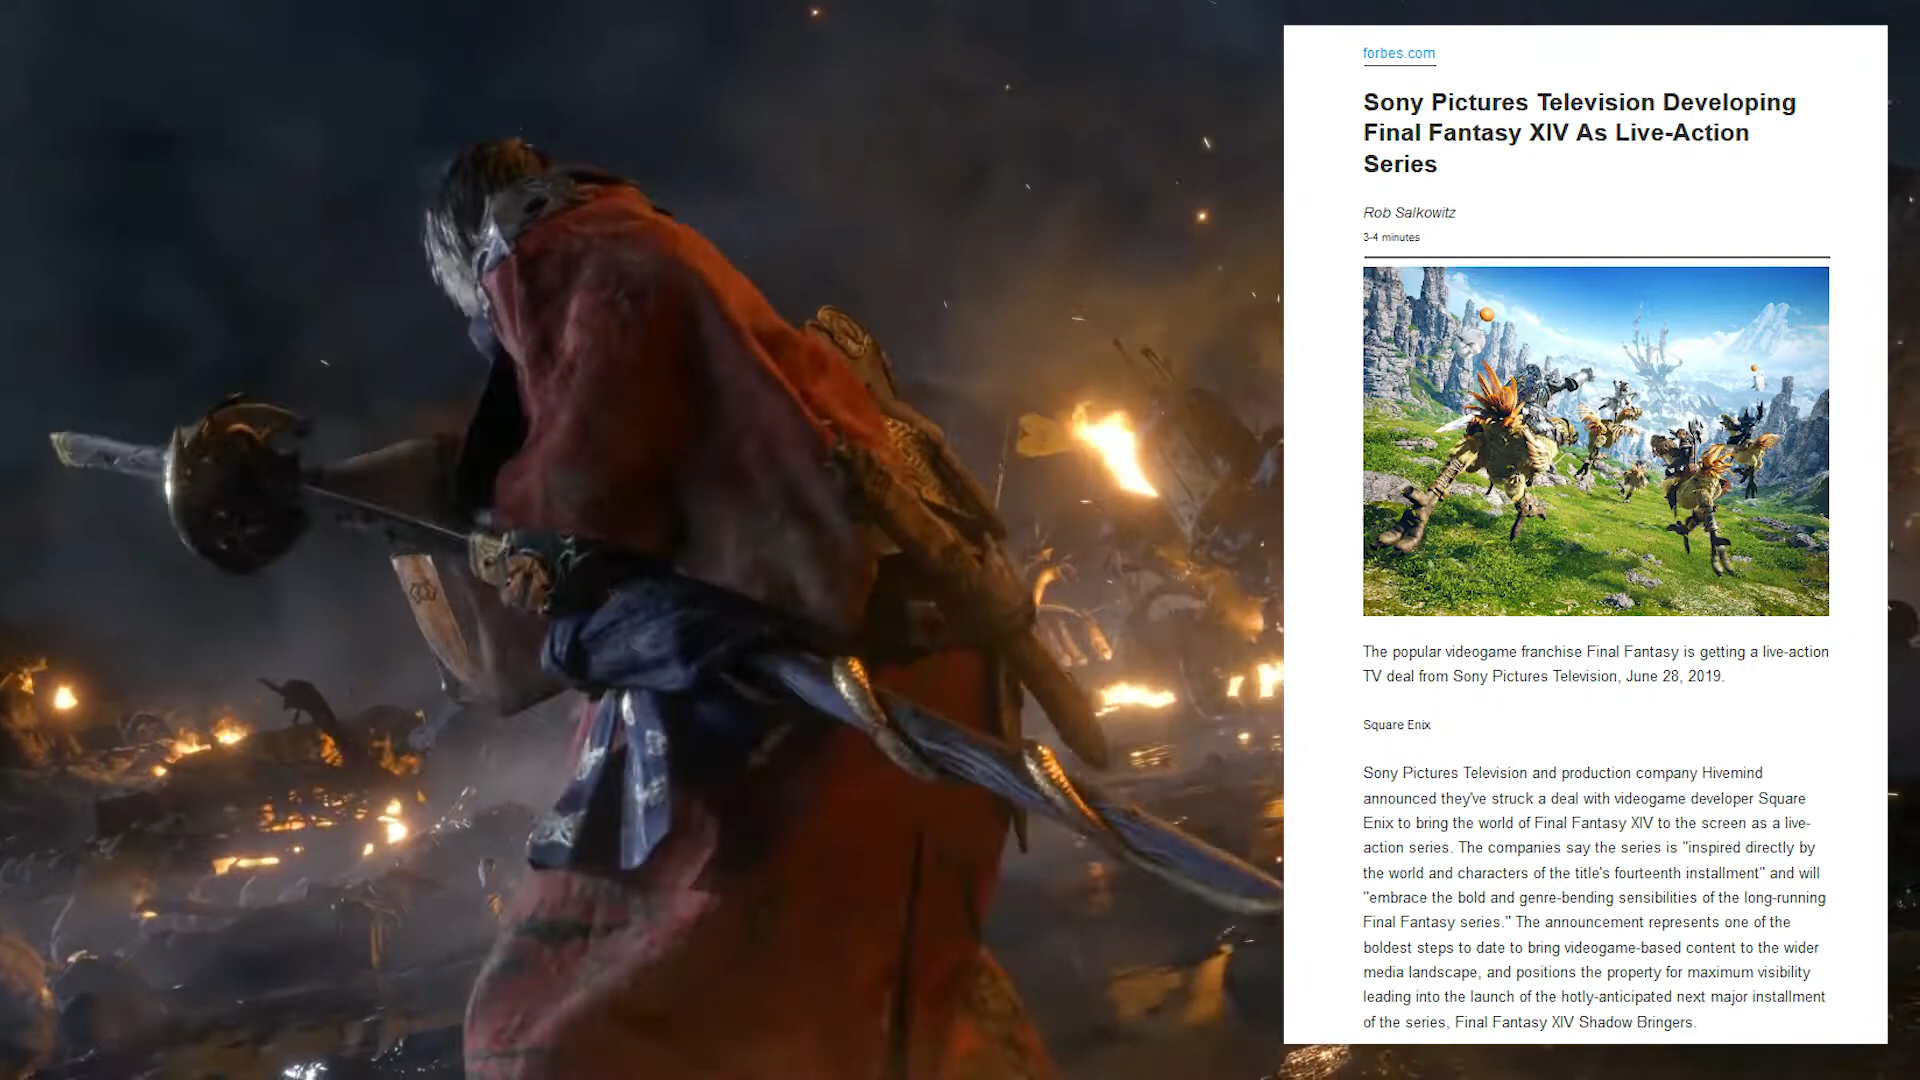 forbes.com
Sony Pictures Television Developing
Final Fantasy XIV As Live-Action
Series
Rob Salkowitz
3-4 minutes
The popular videogame franchise Final Fantasy is getting a live-action
TV deal from Sony Pictures Television, June 28, 2019.
Square Enix
Sony Pictures Television and production company Hivemind
announced they've struck a deal with videogame developer Square
Enix to bring the world of Final Fantasy XIV to the screen as a live-
action series. The companies say the series is "inspired directly by
the world and characters of the title's fourteenth installment" and will
"embrace the bold and genre-bending sensibilities of the long-running
Final Fantasy series." The announcement represents one of the
boldest steps to date to bring videogame-based content to the wider
media landscape, and positions the property for maximum visibility
leading into the launch of the hotly-anticipated next major installment
of the series, Final Fantasy XIV Shadow Bringers.